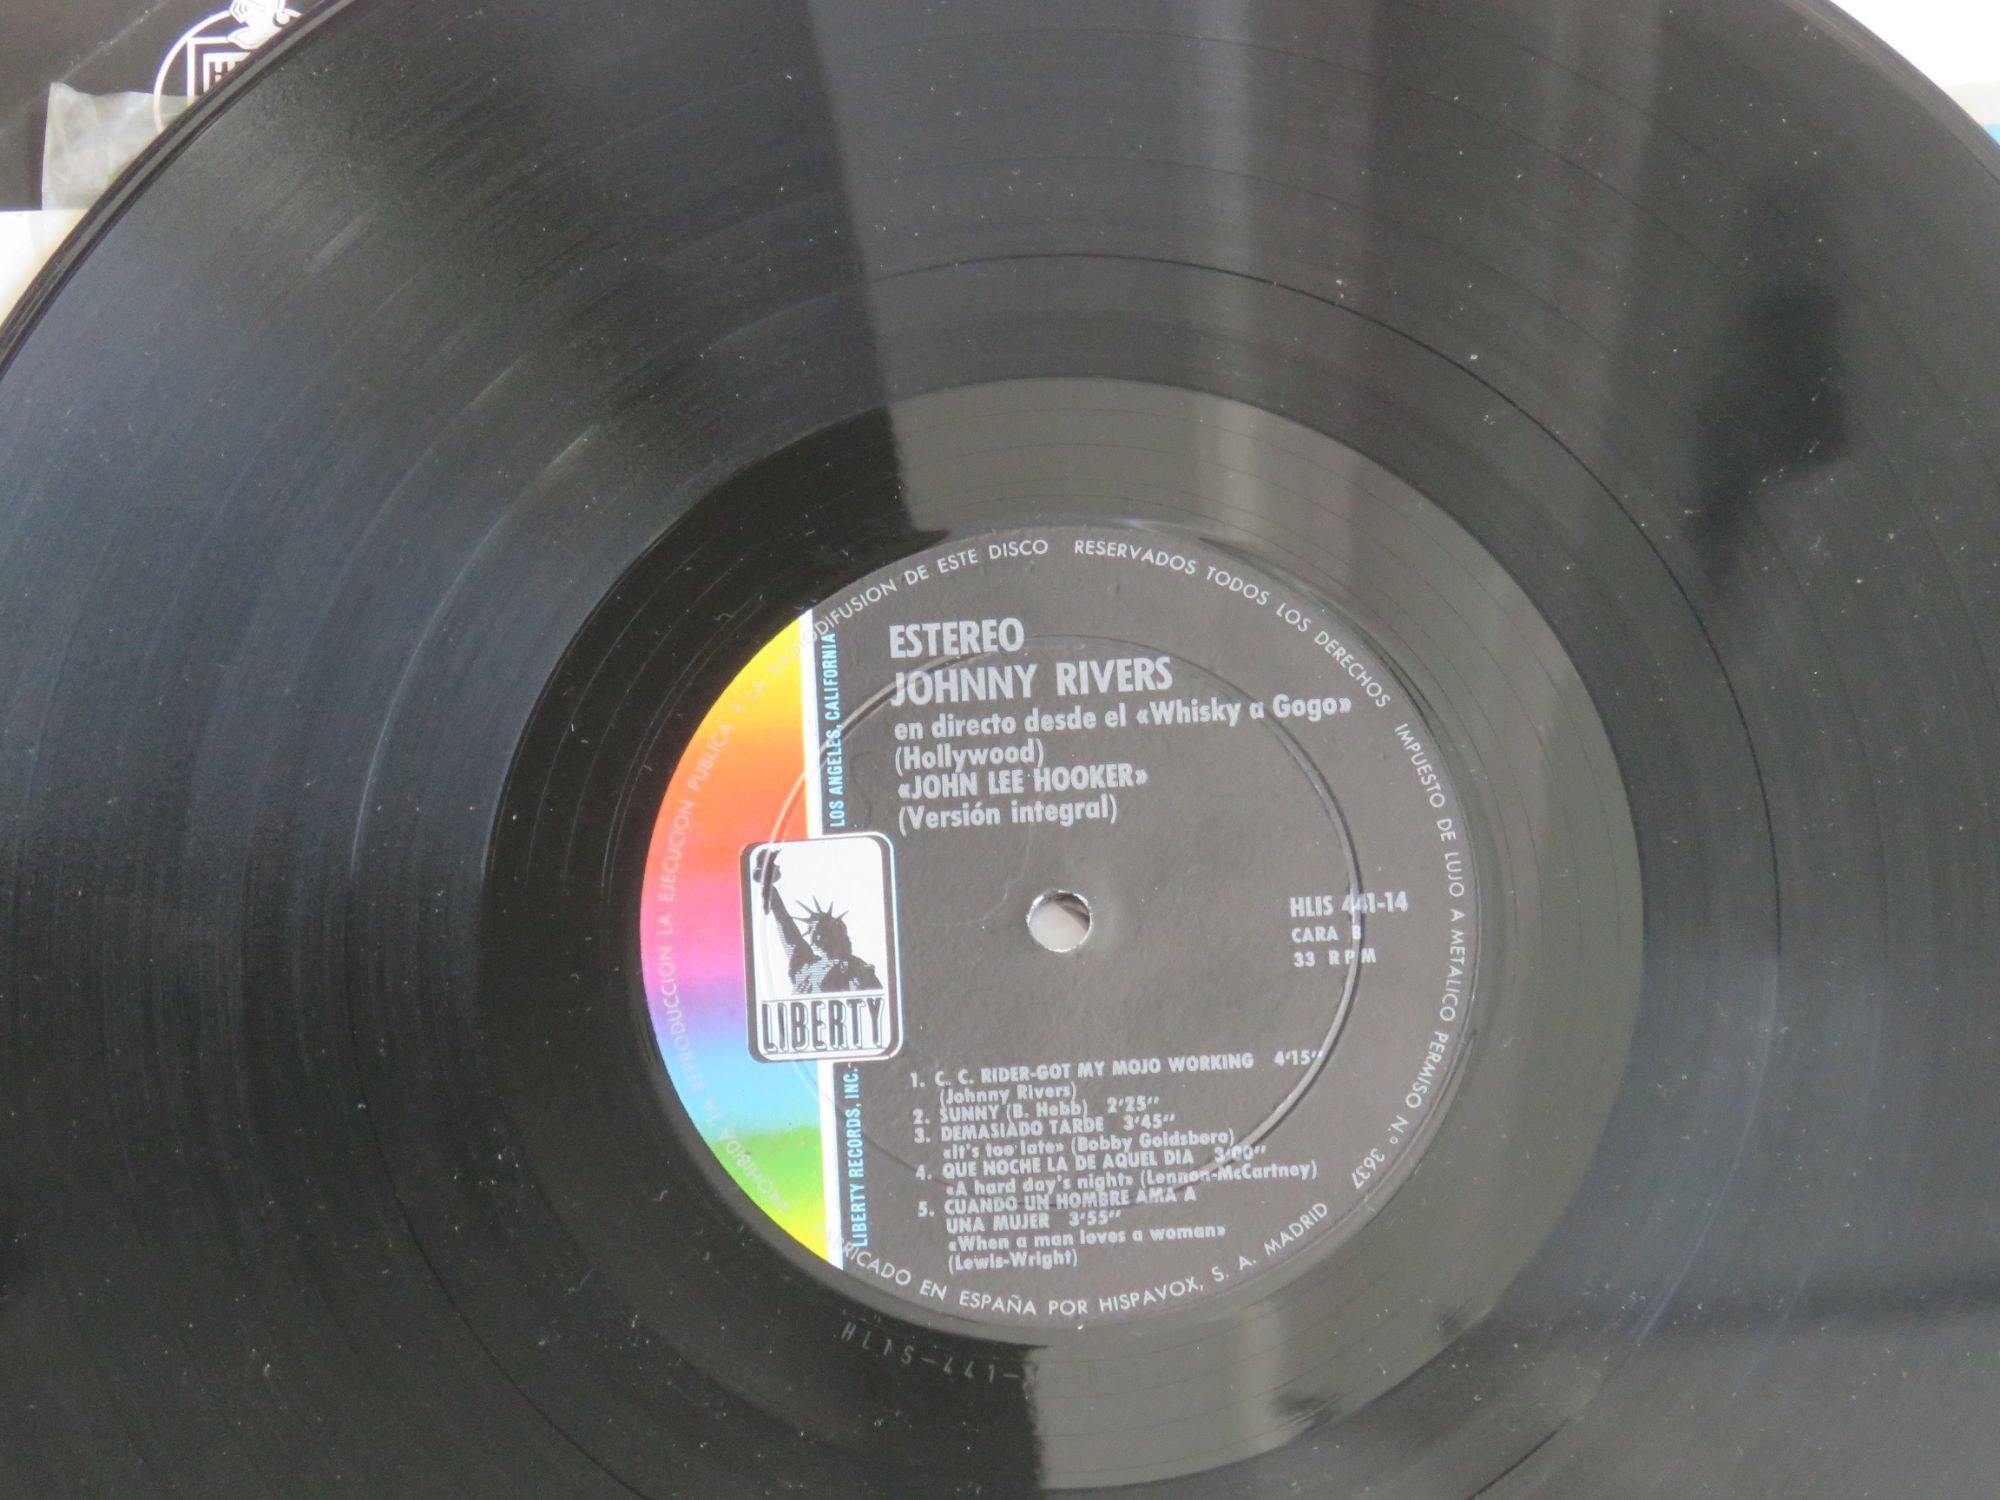 ESTEREO
JOHNNY RIVERS
en directo desde el «Whisky a Gogo»
(Hollywood)
«JOHN LEE HOOKER»
(Versión integral)
HLIS 441-14
CARA B
33 RPM
LIBERTY
1. C. C. RIDER-GOT MY MOJO WORKING 4'15"
(Johnny Rivers)
2. SUNNY (B. Hebb) 2'25"
3. DEMASIADO TARDE 3'45"
«It's too late» (Bobby Goldsboro)
4. QUE NOCHE LA DE AQUEL DIA 3'00"
«A hard day's night» (Lennon-McCartney)
5. CUANDO UN HOMBRE AMA A
UNA MUJER 3'55"
«When a man loves a woman»
(Lewis-Wright)
LIBERTY RECORDS, INC. LOS ANGELES, CALIFORNIA
PROHIBIDA LA REPRODUCCION LA EJECUCION PUBLICA Y LA RADIODIFUSION DE ESTE DISCO RESERVADOS TODOS LOS DERECHOS IMPUESTO DE LUJO A METALICO PERMISO N.º 3637
FABRICADO EN ESPAÑA POR HISPAVOX, S. A. MADRID
HLIS-441-